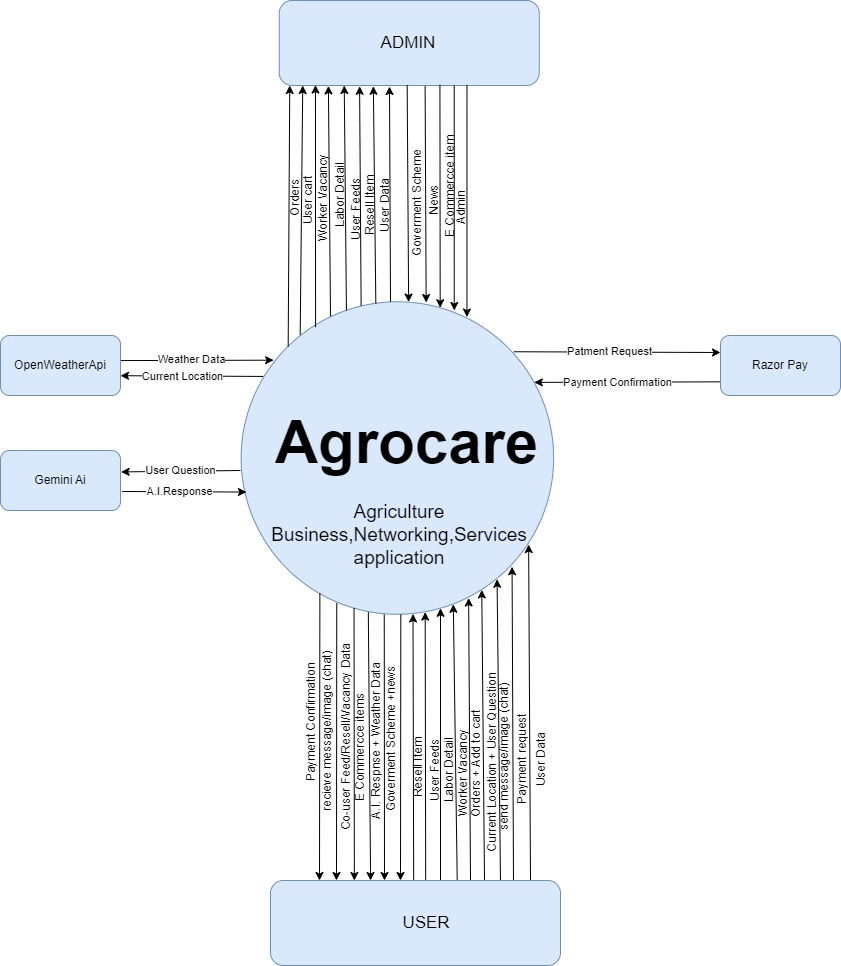 ADMIN
Orders
User cart
Worker Vacancy
Labor Detail
User Feeds
Resell Item
User Data
Goverment Scheme
News
E Commercce item
Admin
OpenWeatherApi
Weather Data
Current Location
Patment Request
Payment Confirmation
Razor Pay
Gemini Ai
User Question
A.I.Response
Agrocare
Agriculture
Business,Networking,Services
application
Payment Confirmation
recieve message/image (chat)
Co-user Feed/Resell/Vacancy Data
E Commercce items
A.I. Respnse + Weather Data
Goverment Scheme +news
Resell Item
User Feeds
Labor Detail
Worker Vacancy
Orders + Add to cart
Current Location + User Question
send message/image (chat)
Payment request
User Data
USER